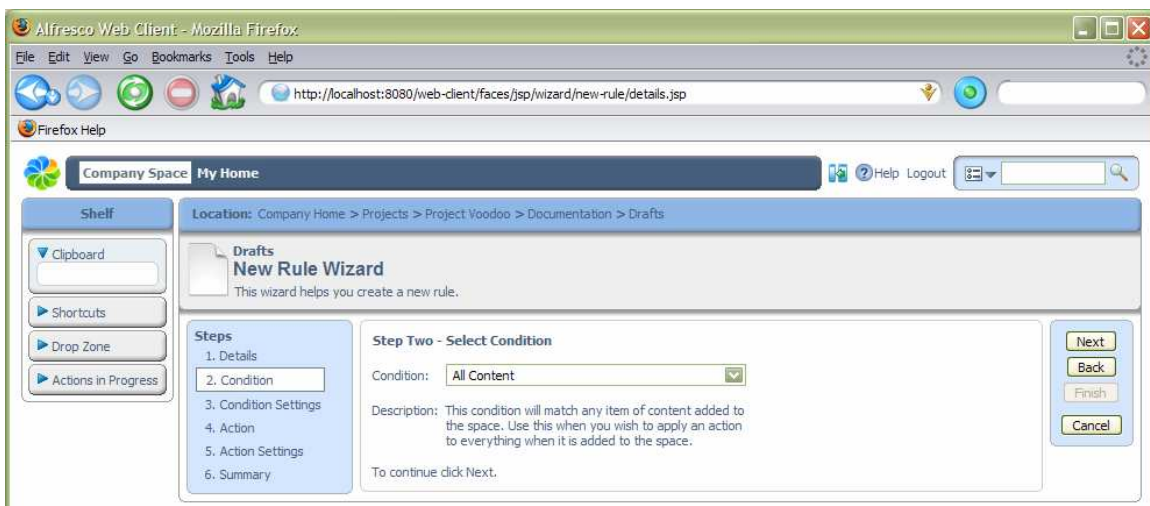 Alfresco Web Client - Mozilla Firefox
File Edit View Go Bookmarks Tools Help
http://localhost:8080/web-client/faces/jsp/wizard/new-rule/details.jsp
Firefox Help
Company Space My Home
Help Logout
Shelf
Location: Company Home > Projects > Project Voodoo > Documentation > Drafts
Clipboard
Shortcuts
Drop Zone
Actions in Progress
Drafts
New Rule Wizard
This wizard helps you create a new rule.
Steps
1. Details
2. Condition
3. Condition Settings
4. Action
5. Action Settings
6. Summary
Step Two - Select Condition
Condition: All Content
Description: This condition will match any item of content added to
the space. Use this when you wish to apply an action
to everything when it is added to the space.
To continue click Next.
Next
Back
Finish
Cancel